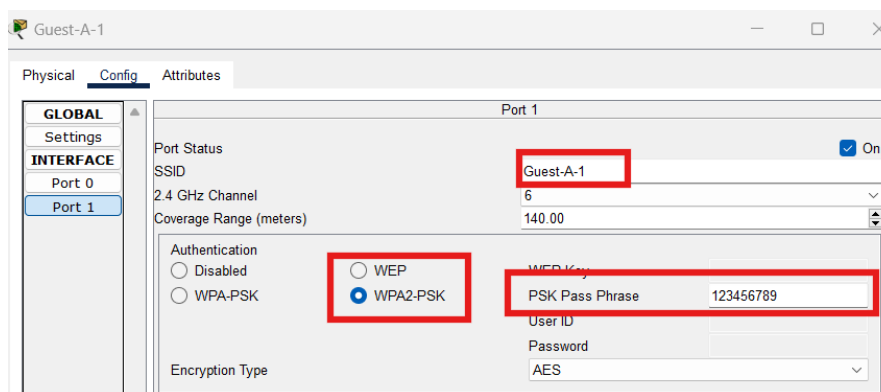 Guest-A-1
Physical Config Attributes
GLOBAL
Settings
INTERFACE
Port 0
Port 1
Port 1
Port Status On
SSID Guest-A-1
2.4 GHz Channel 6
Coverage Range (meters) 140.00
Authentication
Disabled WEP WEP Key
WPA-PSK WPA2-PSK PSK Pass Phrase 123456789
User ID
Password
Encryption Type AES